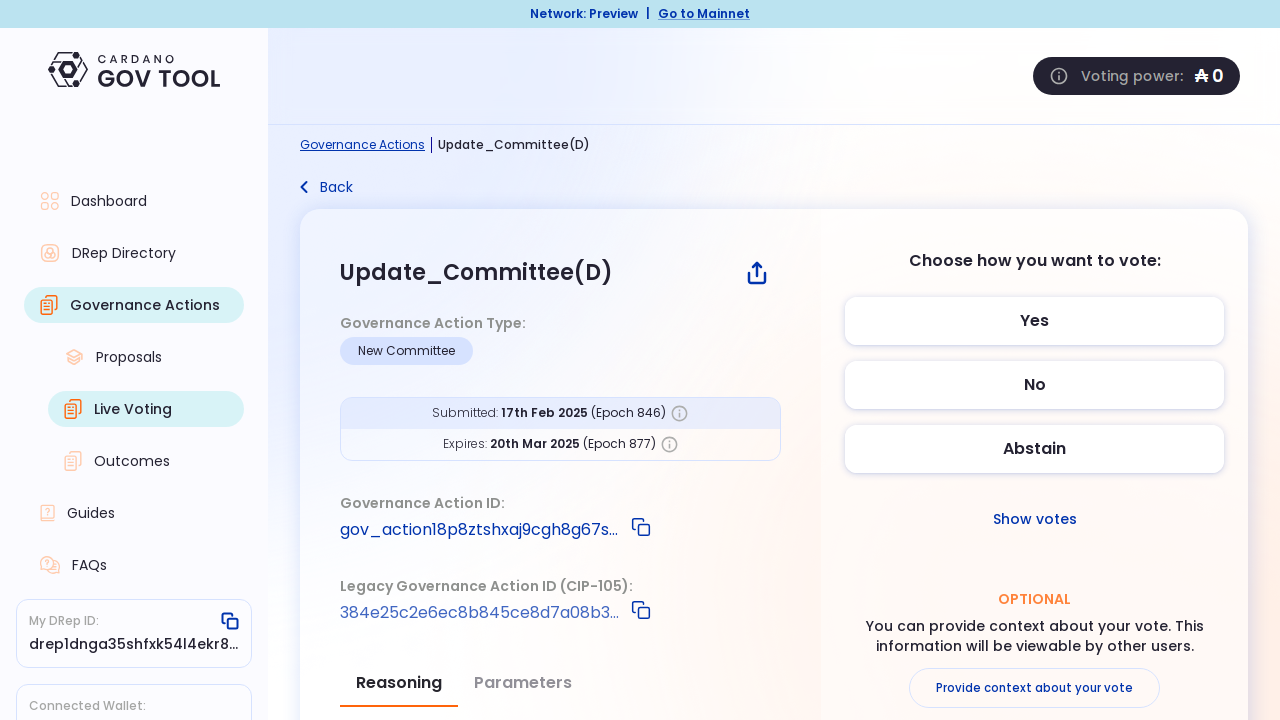 Network: Preview | Go to Mainnet
CARDANO
GOV TOOL
Voting power: ₳ 0
Governance Actions | Update_Committee(D)
Back
Dashboard
DRep Directory
Governance Actions
Proposals
Live Voting
Outcomes
Guides
FAQs
My DRep ID:
drep1dnga35shfxk54l4ekr8...
Connected Wallet:
Update_Committee(D)
Governance Action Type:
New Committee
Submitted: 17th Feb 2025 (Epoch 846)
Expires: 20th Mar 2025 (Epoch 877)
Governance Action ID:
gov_action18p8ztshxaj9cgh8g67s...
Legacy Governance Action ID (CIP-105):
384e25c2e6ec8b845ce8d7a08b3...
Reasoning
Parameters
Choose how you want to vote:
Yes
No
Abstain
Show votes
OPTIONAL
You can provide context about your vote. This
information will be viewable by other users.
Provide context about your vote